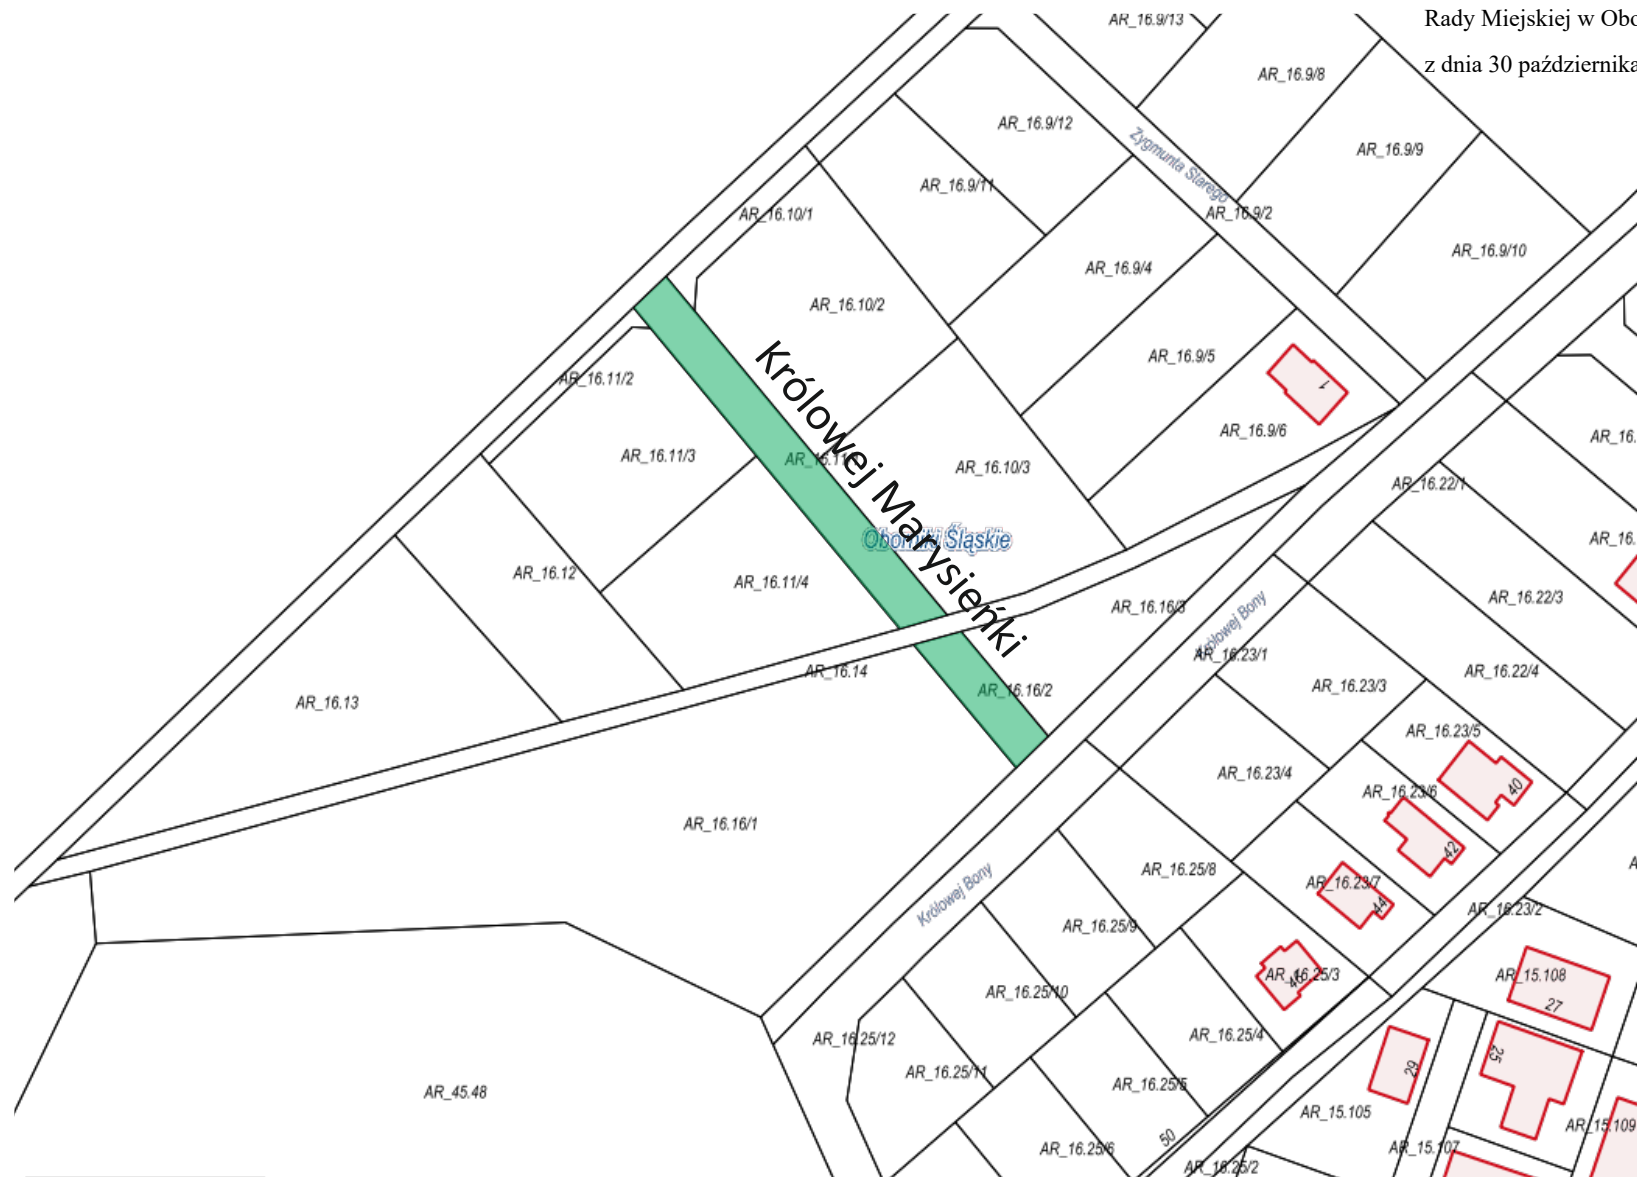 Rady Miejskiej w Obo
z dnia 30 października
AR_16.9/13
AR_16.9/8
AR_16.9/12
AR_16.9/9
Zygmunta Starego
AR_16.9/11
AR_16.10/1
AR_16.9/2
AR_16.9/10
AR_16.9/4
AR_16.10/2
AR_16.9/5
AR_16.11/2
1
Królowej Marysieńki
AR_16.9/6
AR_16.
AR_16.11/3
AR_16.10/3
AR_16.22/1
Oborniki Śląskie
AR_16.
AR_16.12
AR_16.11/4
AR_16.22/3
AR_16.16/3
Królowej Bony
AR_16.23/1
AR_16.14
AR_16.22/4
AR_16.23/3
AR_16.16/2
AR_16.13
AR_16.23/5
AR_16.23/4
40
AR_16.23/6
AR_16.16/1
42
AR_16.25/8
AR_16.23/7
44
Królowej Bony
AR_16.23/2
AR_16.25/9
AR_16.25/3
46
AR_15.108
27
AR_16.25/10
AR_16.25/12
AR_16.25/4
25
AR_16.25/11
29
AR_16.25/5
AR_45.48
AR_15.105
AR_15.109
50
AR_16.25/6
AR_15.107
AR_16.25/2